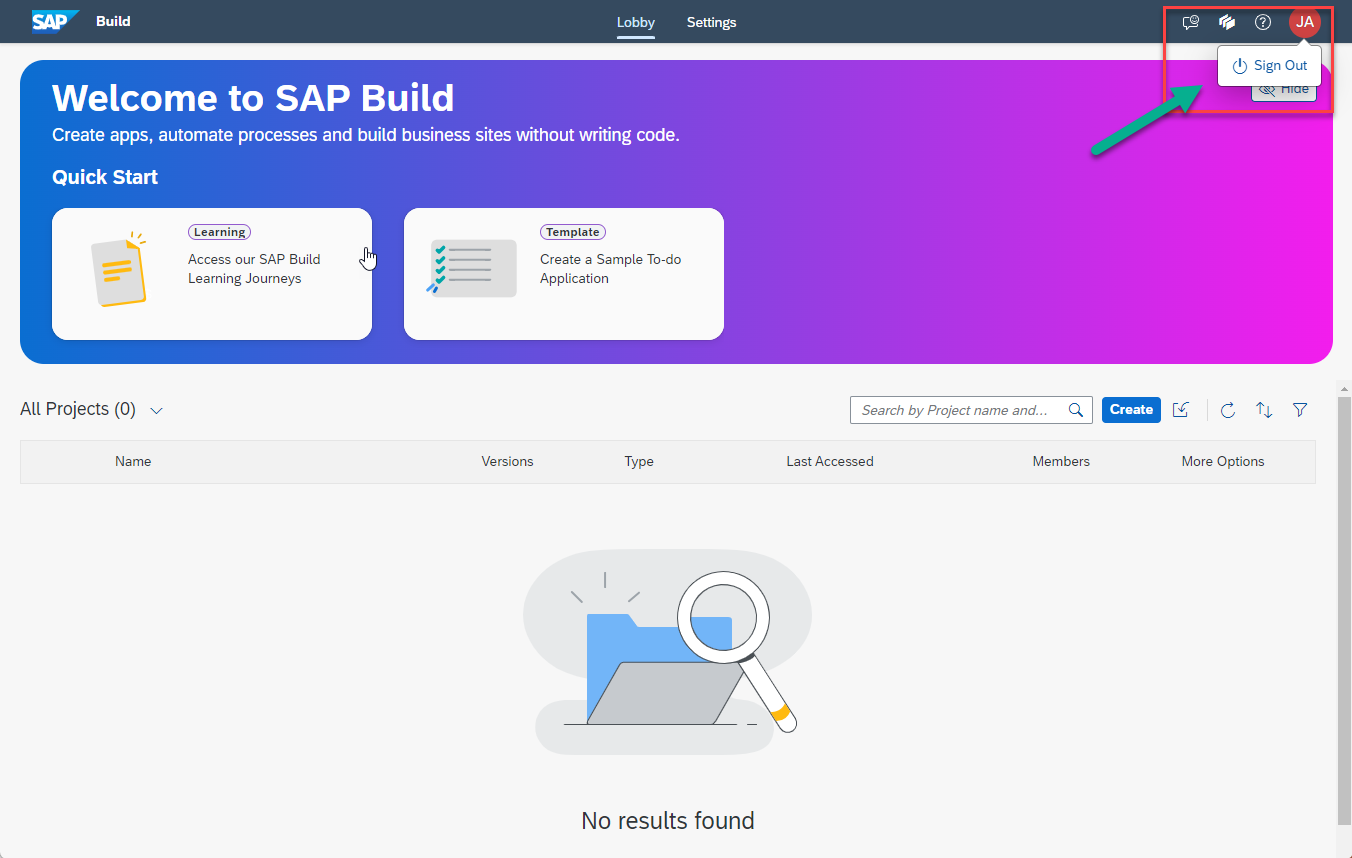 SAP Build Lobby Settings JA
Sign Out
Hide
Welcome to SAP Build
Create apps, automate processes and build business sites without writing code.
Quick Start
Learning
Access our SAP Build
Learning Journeys
Template
Create a Sample To-do
Application
All Projects (0)
Search by Project name and... Create
Name Versions Type Last Accessed Members More Options
No results found